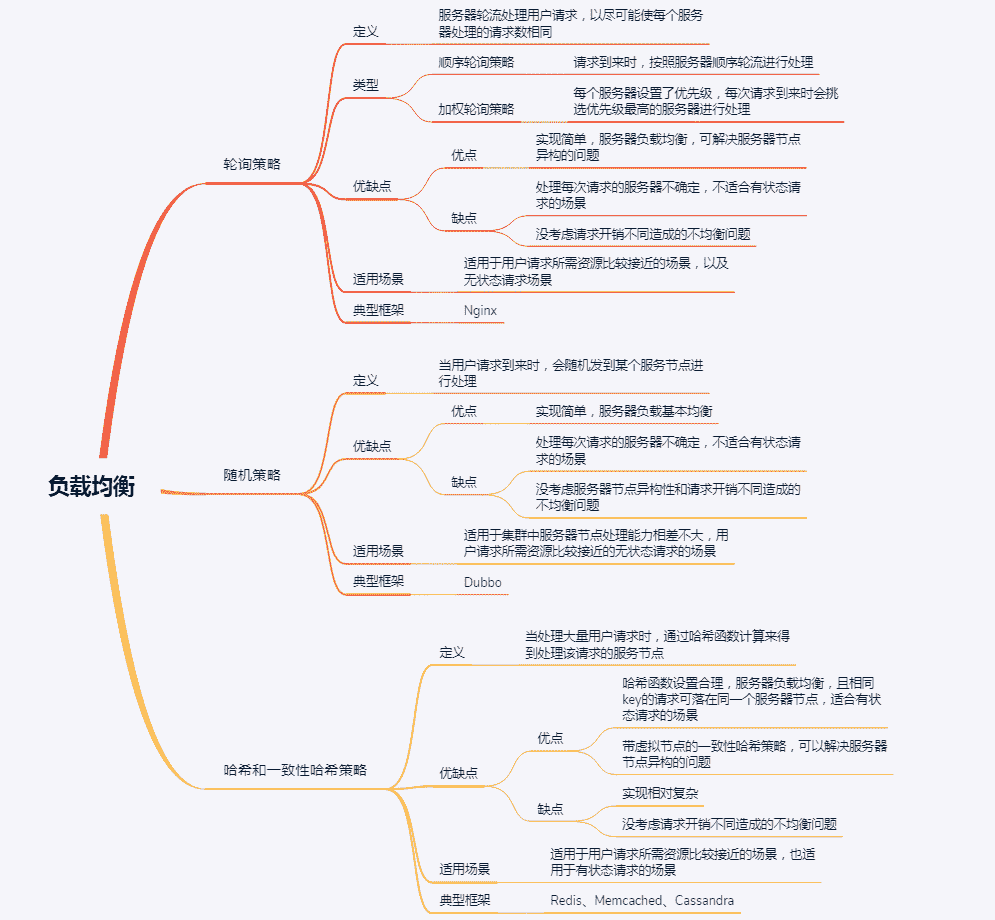 负载均衡
轮询策略
定义
服务器轮流处理用户请求，以尽可能使每个服务
器处理的请求数相同
类型
顺序轮询策略
请求到来时，按照服务器顺序轮流进行处理
加权轮询策略
每个服务器设置了优先级，每次请求到来时会挑
选优先级最高的服务器进行处理
优缺点
优点
实现简单，服务器负载均衡，可解决服务器节点
异构的问题
缺点
处理每次请求的服务器不确定，不适合有状态请
求的场景
没考虑请求开销不同造成的不均衡问题
适用场景
适用于用户请求所需资源比较接近的场景，以及
无状态请求场景
典型框架
Nginx
随机策略
定义
当用户请求到来时，会随机发到某个服务节点进
行处理
优缺点
优点
实现简单，服务器负载基本均衡
缺点
处理每次请求的服务器不确定，不适合有状态请
求的场景
没考虑服务器节点异构性和请求开销不同造成的
不均衡问题
适用场景
适用于集群中服务器节点处理能力相差不大，用
户请求所需资源比较接近的无状态请求的场景
典型框架
Dubbo
哈希和一致性哈希策略
定义
当处理大量用户请求时，通过哈希函数计算来得
到处理该请求的服务节点
优缺点
优点
哈希函数设置合理，服务器负载均衡，且相同
key的请求可落在同一个服务器节点，适合有状
态请求的场景
带虚拟节点的一致性哈希策略，可以解决服务器
节点异构的问题
缺点
实现相对复杂
没考虑请求开销不同造成的不均衡问题
适用场景
适用于用户请求所需资源比较接近的场景，也适
用于有状态请求的场景
典型框架
Redis、Memcached、Cassandra